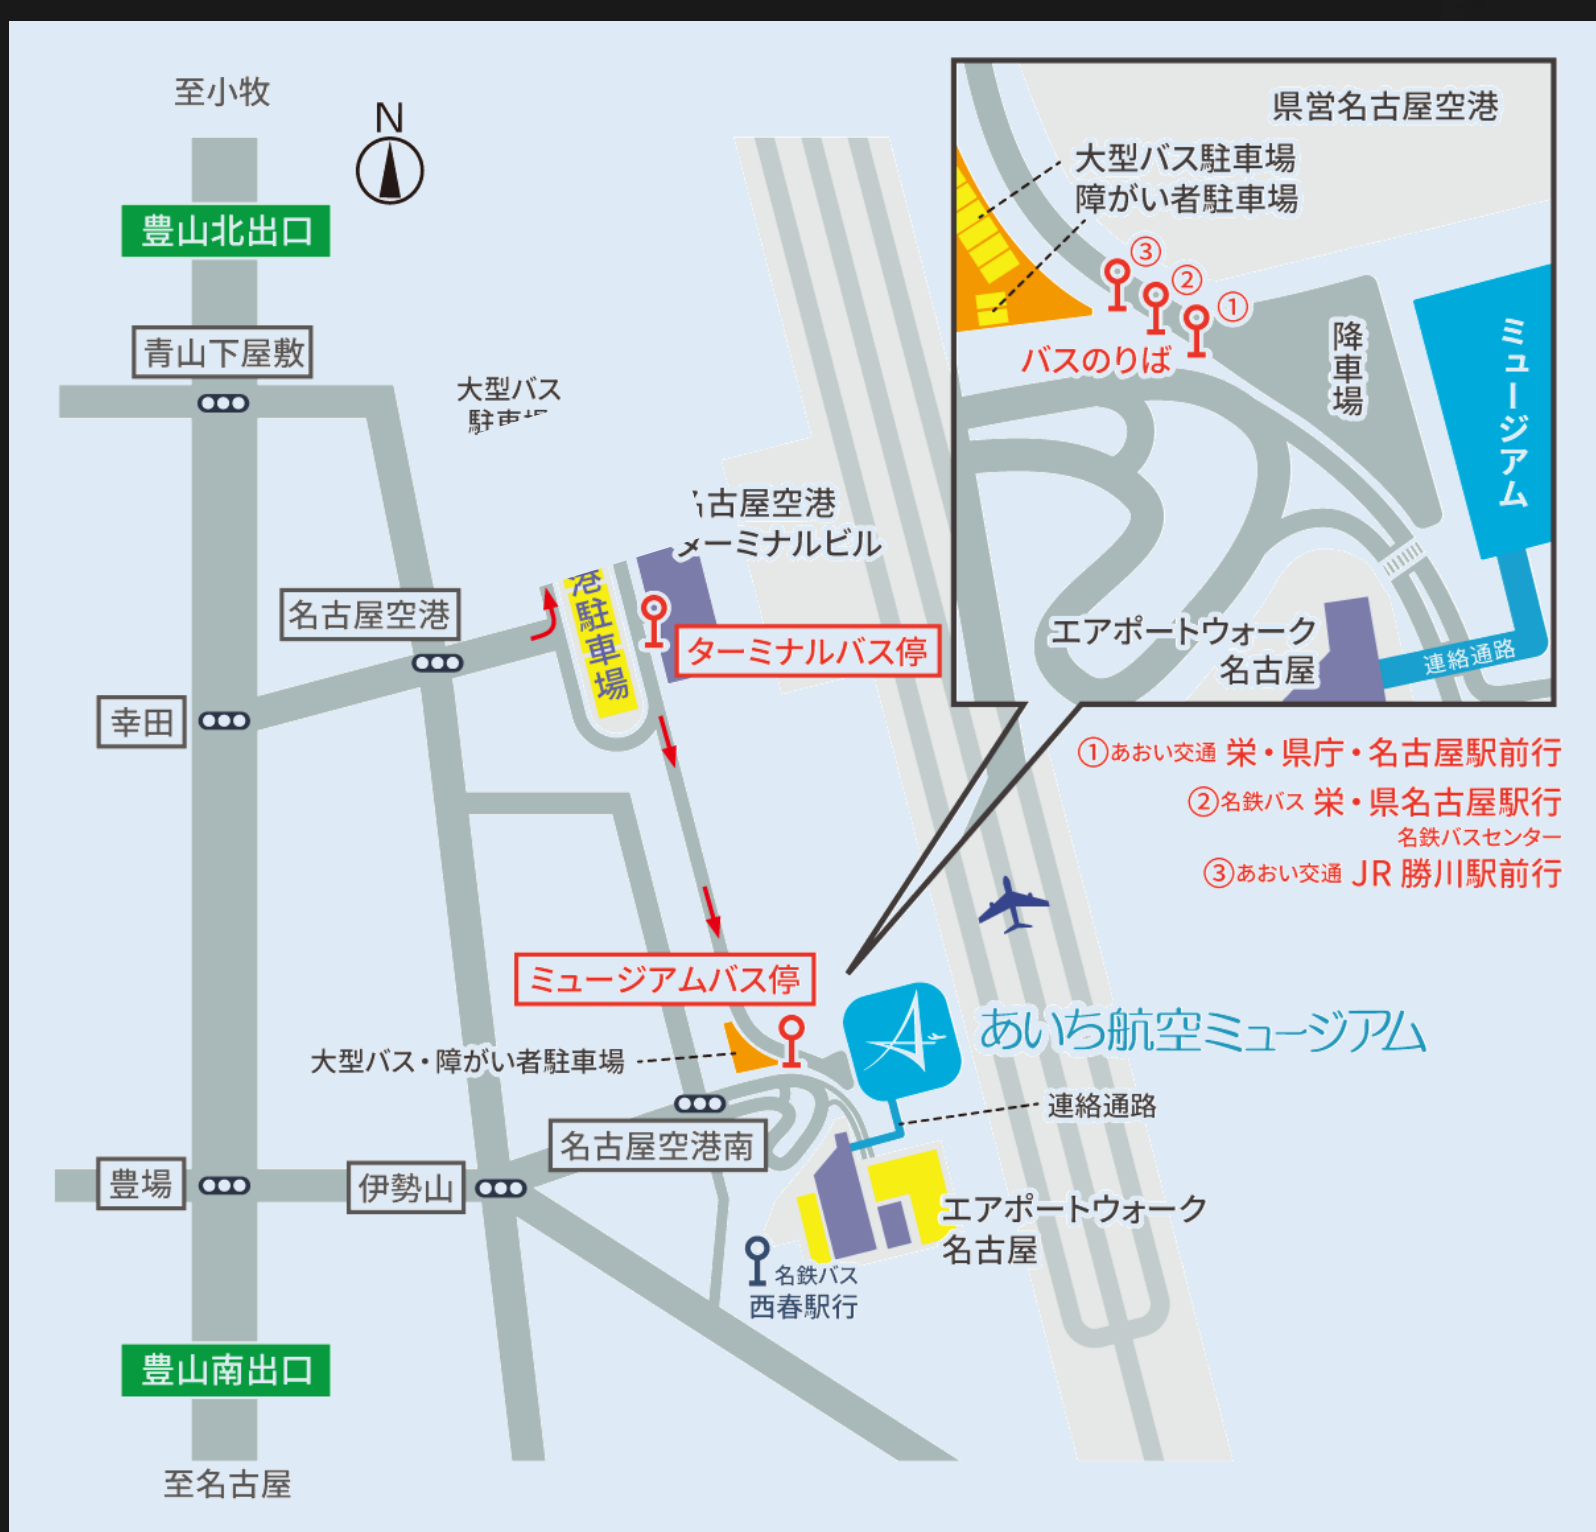 至小牧
N
豊山北出口
青山下屋敷
大型バス
名古屋空港
幸田
古屋空港
ーミナルビル
港駐車場
ターミナルバス停
県営名古屋空港
大型バス駐車場
障がい者駐車場
③
②
①
バスのりば
降車場
ミュージアム
エアポートウォーク
名古屋
連絡通路
①あおい交通 栄・県庁・名古屋駅前行
②名鉄バス 栄・県名古屋駅行
名鉄バスセンター
③あおい交通 JR 勝川駅前行
ミュージアムバス停
あいち航空ミュージアム
大型バス・障がい者駐車場
連絡通路
名古屋空港南
豊場
伊勢山
エアポートウォーク
名古屋
名鉄バス
西春駅行
豊山南出口
至名古屋